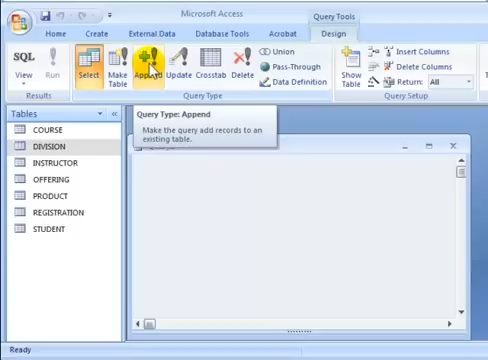 Microsoft Access
Query Tools
Home
Create
External Data
Database Tools
Acrobat
Design
SQL
View
Run
Results
Select
Make
Table
Append
Update
Crosstab
Delete
Union
Pass-Through
Data Definition
Query Type
Show
Table
Insert Columns
Delete Columns
Return: All
Query Setup
Tables
COURSE
DIVISION
INSTRUCTOR
OFFERING
PRODUCT
REGISTRATION
STUDENT
Query Type: Append
Make the query add records to an
existing table.
Ready